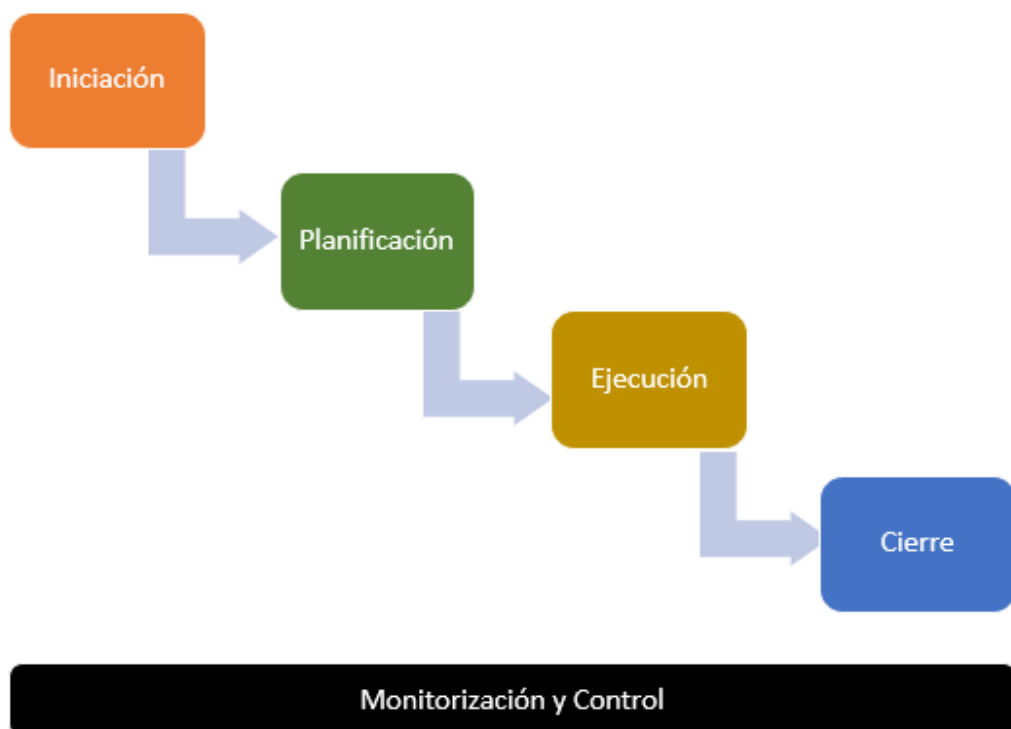 Iniciación
Planificación
Ejecución
Cierre
Monitorización y Control